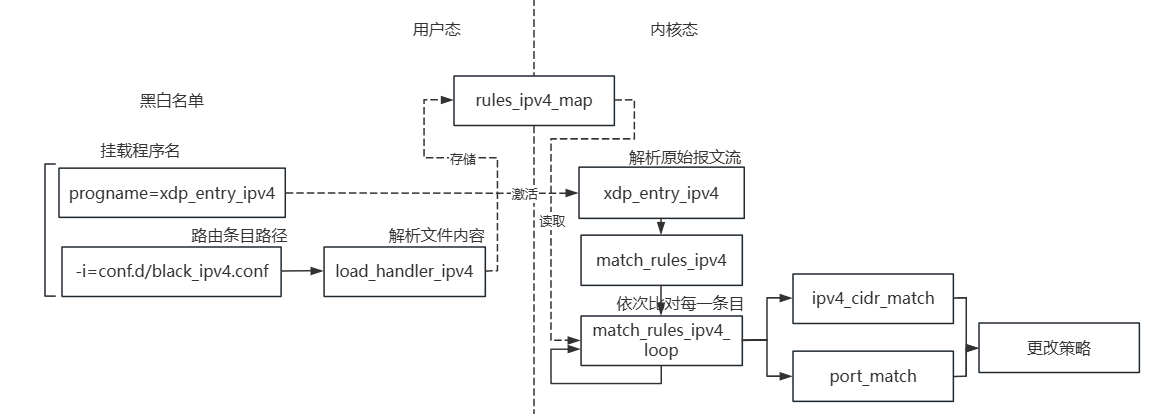 用户态
内核态
rules_ipv4_map
黑白名单
挂载程序名
存储
解析原始报文流
progname=xdp_entry_ipv4
激活
xdp_entry_ipv4
读取
路由条目路径
解析文件内容
-i=conf.d/black_ipv4.conf
load_handler_ipv4
match_rules_ipv4
依次比对每一条目
ipv4_cidr_match
match_rules_ipv4_
loop
更改策略
port_match